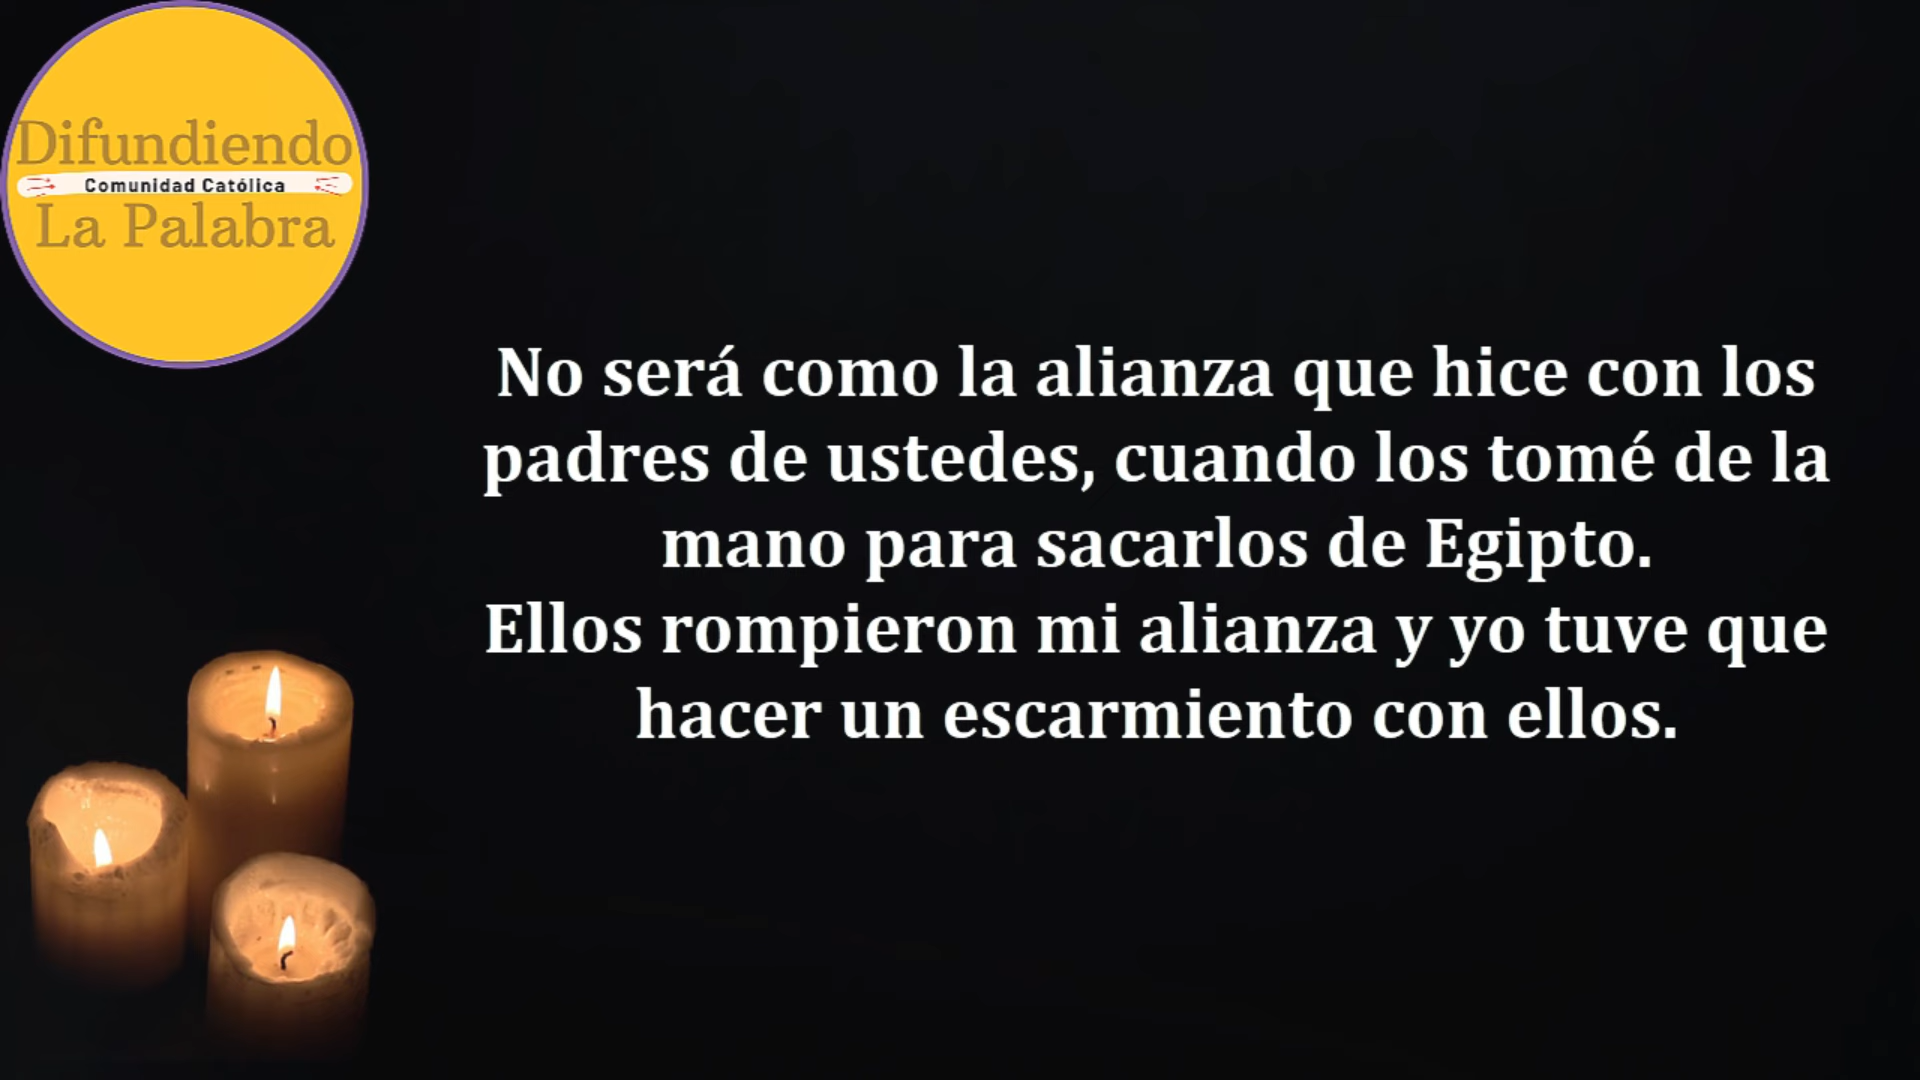 Difundiendo
Comunidad Católica
La Palabra
No será como la alianza que hice con los
padres de ustedes, cuando los tomé de la
mano para sacarlos de Egipto.
Ellos rompieron mi alianza y yo tuve que
hacer un escarmiento con ellos.